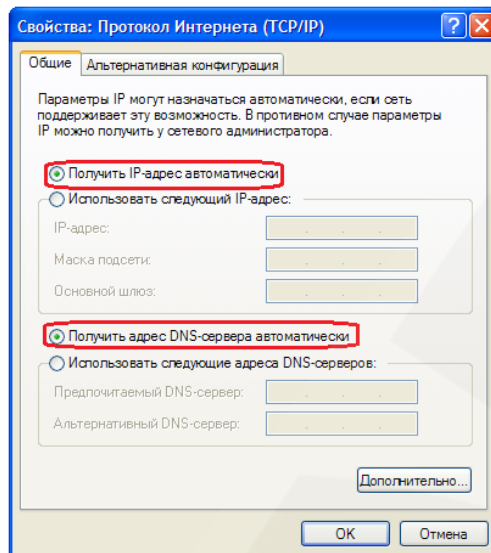 Свойства: Протокол Интернета (TCP/IP)
Общие
Альтернативная конфигурация
Параметры IP могут назначаться автоматически, если сеть
поддерживает эту возможность. В противном случае параметры
IP можно получить у сетевого администратора.
Получить IP-адрес автоматически
Использовать следующий IP-адрес:
IP-адрес:
Маска подсети:
Основной шлюз:
Получить адрес DNS-сервера автоматически
Использовать следующие адреса DNS-серверов:
Предпочитаемый DNS-сервер:
Альтернативный DNS-сервер:
Дополнительно...
OK
Отмена